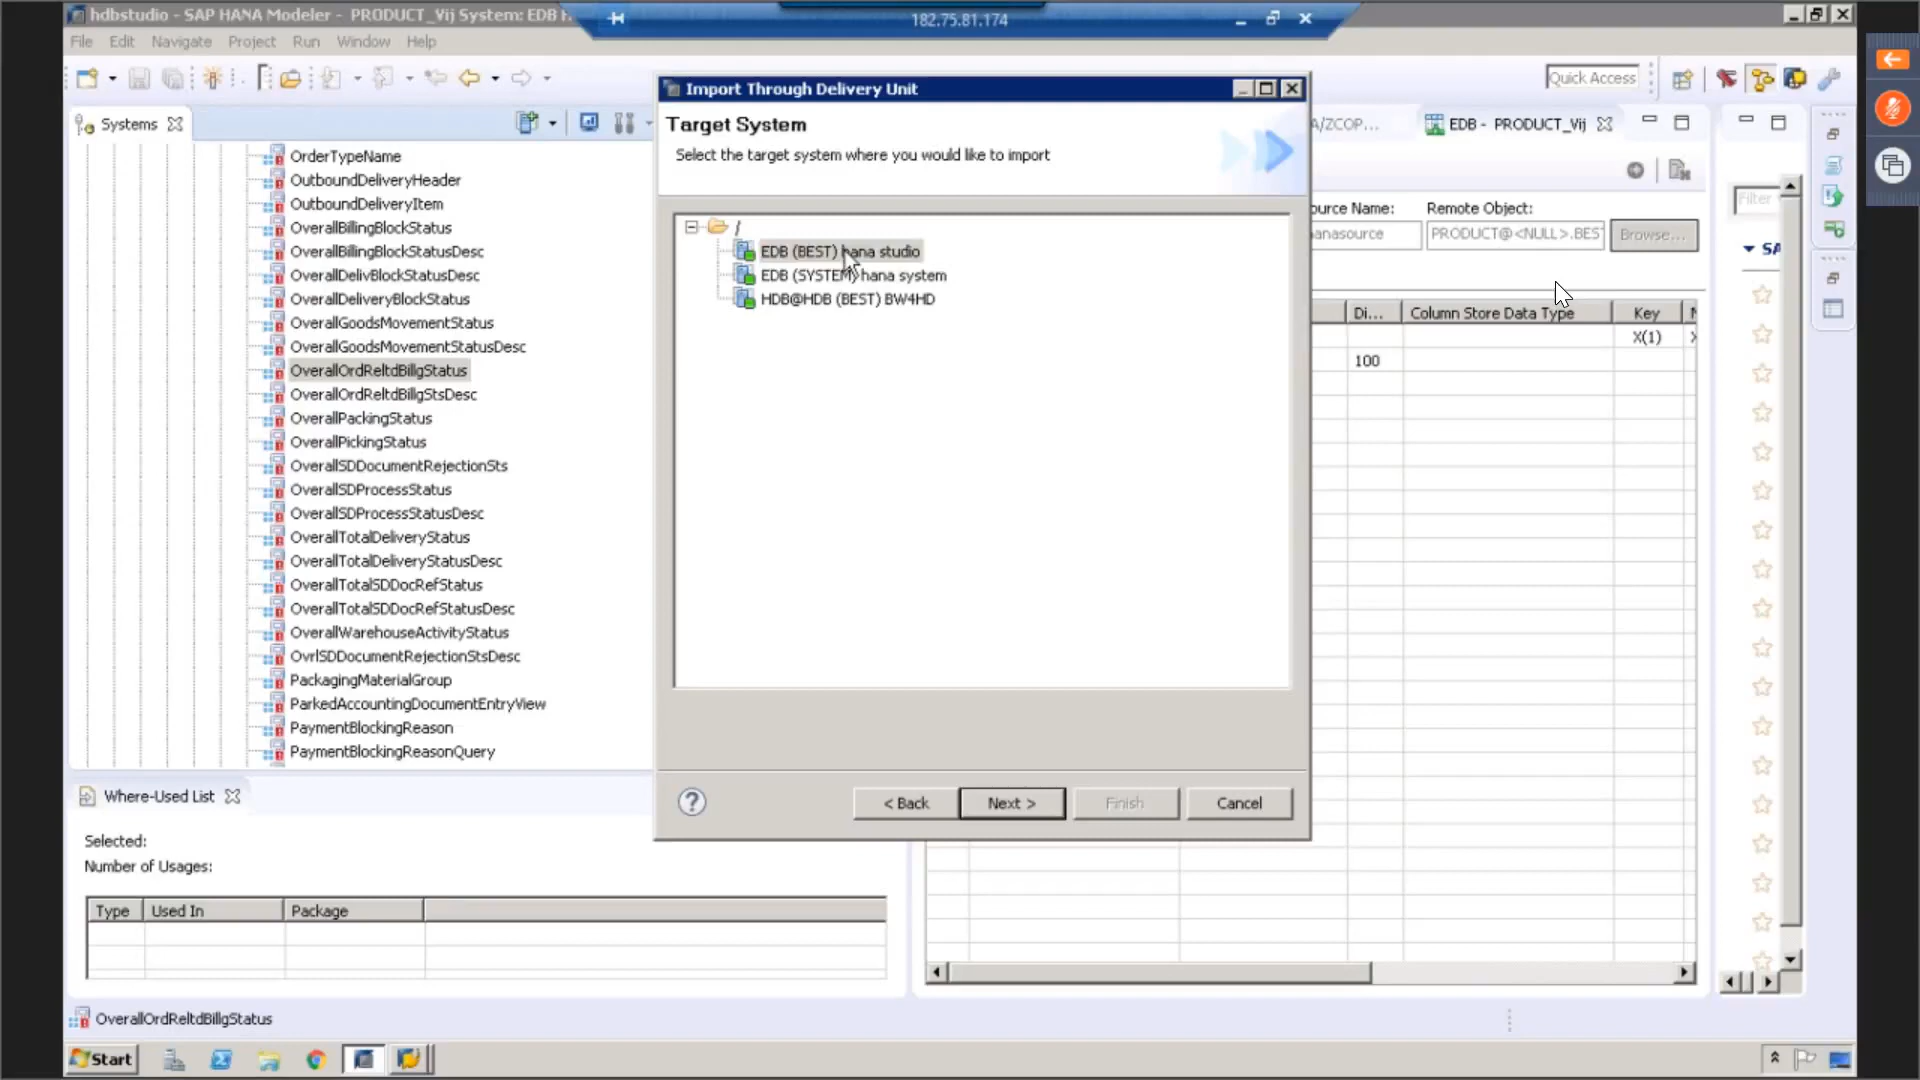 hdbstudio - SAP HANA Modeler - PRODUCT_Vij System: EDB H
182.75.81.174
File Edit Navigate Project Run Window Help
Quick Access
Systems
OrderTypeName
OutboundDeliveryHeader
OutboundDeliveryItem
OverallBillingBlockStatus
OverallBillingBlockStatusDesc
OverallDelivBlockStatusDesc
OverallDeliveryBlockStatus
OverallGoodsMovementStatus
OverallGoodsMovementStatusDesc
OverallOrdReltdBillgStatus
OverallOrdReltdBillgStsDesc
OverallPackingStatus
OverallPickingStatus
OverallSDDocumentRejectionSts
OverallSDProcessStatus
OverallSDProcessStatusDesc
OverallTotalDeliveryStatus
OverallTotalDeliveryStatusDesc
OverallTotalSDDocRefStatus
OverallTotalSDDocRefStatusDesc
OverallWarehouseActivityStatus
OvrlSDDocumentRejectionStsDesc
PackagingMaterialGroup
ParkedAccountingDocumentEntryView
PaymentBlockingReason
PaymentBlockingReasonQuery
Import Through Delivery Unit
Target System
Select the target system where you would like to import
/
EDB (BEST) hana studio
EDB (SYSTEM) hana system
HDB@HDB (BEST) BW4HD
?
< Back
Next >
Finish
Cancel
A/ZCOP...
EDB - PRODUCT_Vij
ource Name:
Remote Object:
anasource
PRODUCT@<NULL>.BEST
Browse...
Filter
SA
Di...
Column Store Data Type
Key
X(1)
100
Where-Used List
Selected:
Number of Usages:
Type
Used In
Package
OverallOrdReltdBillgStatus
Start